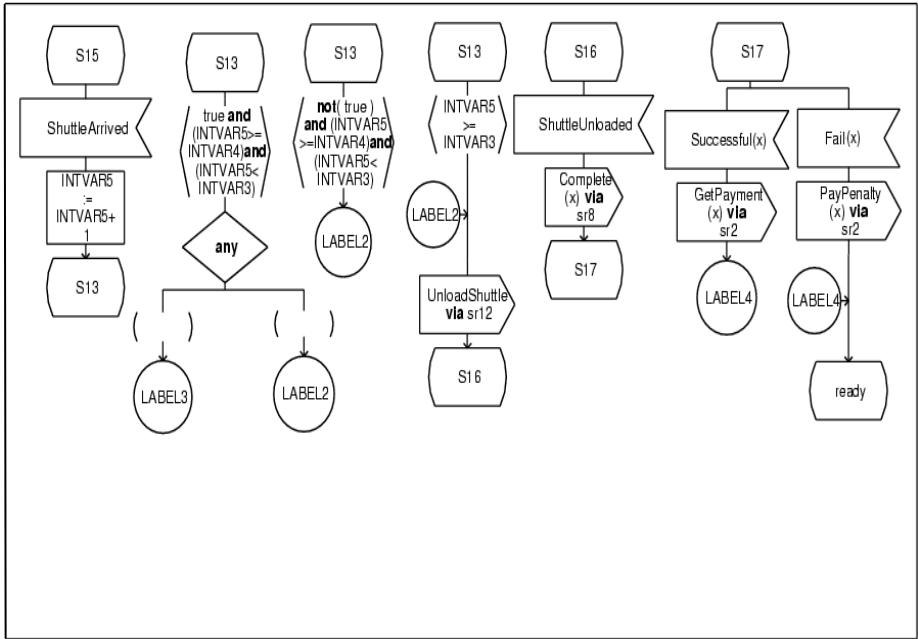 S15
ShuttleArrived
INTVAR5
:=
INTVAR5+
1
S13
S13
true and
(INTVAR5>=
INTVAR4)and
(INTVAR5<
INTVAR3)
any
(      )
(      )
LABEL3
LABEL2
S13
not( true )
and (INTVAR5
>=INTVAR4)and
(INTVAR5<
INTVAR3)
LABEL2
S13
INTVAR5
>=
INTVAR3
LABEL2
UnloadShuttle
via sr12
S16
S16
ShuttleUnloaded
Complete
(x) via
sr8
S17
S17
Successful(x)
GetPayment
(x) via
sr2
LABEL4
Fail(x)
PayPenalty
(x) via
sr2
LABEL4
ready